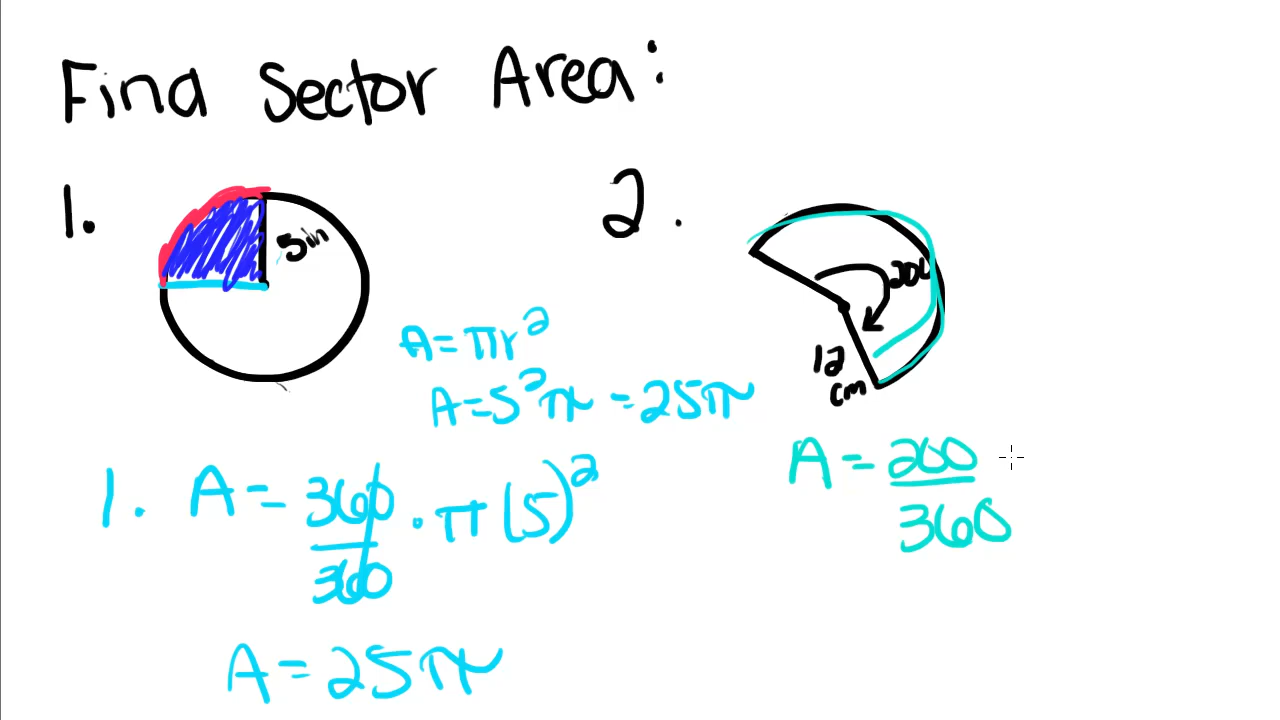 Find Sector Area:
1.
5in
2.
200
12
cm
A = πr²
A = 5²π = 25π
1. A = 360/360 · π(5)²
A = 25π
A = 200/360